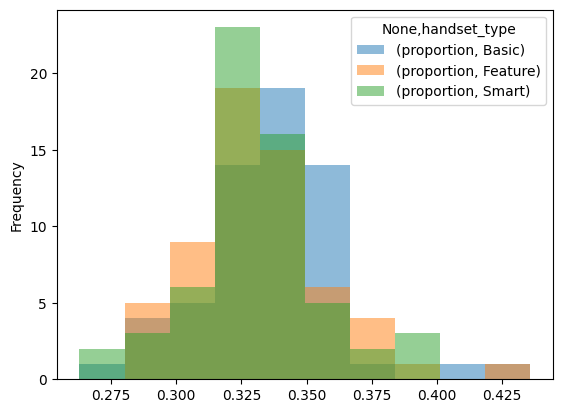 None,handset_type
(proportion, Basic)
(proportion, Feature)
(proportion, Smart)
Frequency
20
15
10
5
0
0.275 0.300 0.325 0.350 0.375 0.400 0.425